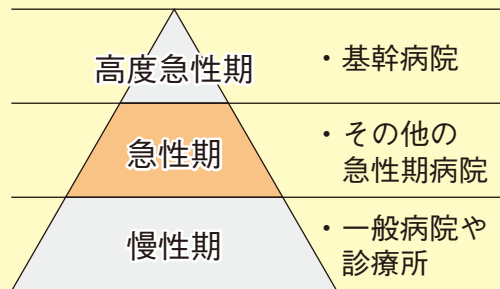 高度急性期
・基幹病院
急性期
・その他の
急性期病院
慢性期
・一般病院や
診療所